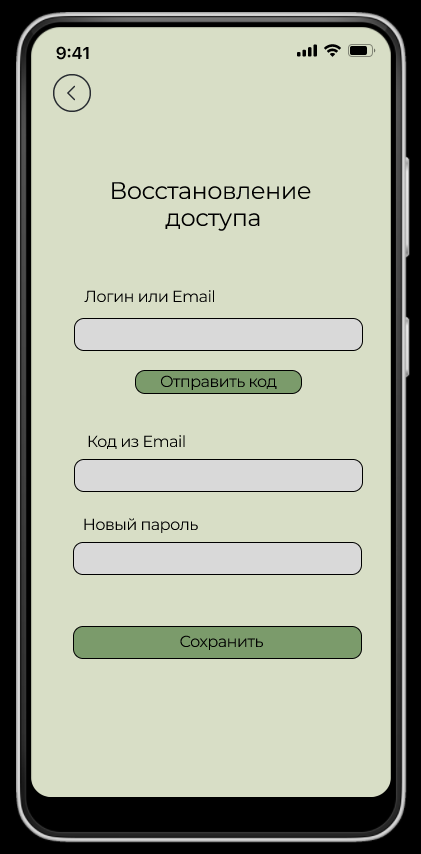 9:41
Восстановление
доступа
Логин или Email
Отправить код
Код из Email
Новый пароль
Сохранить